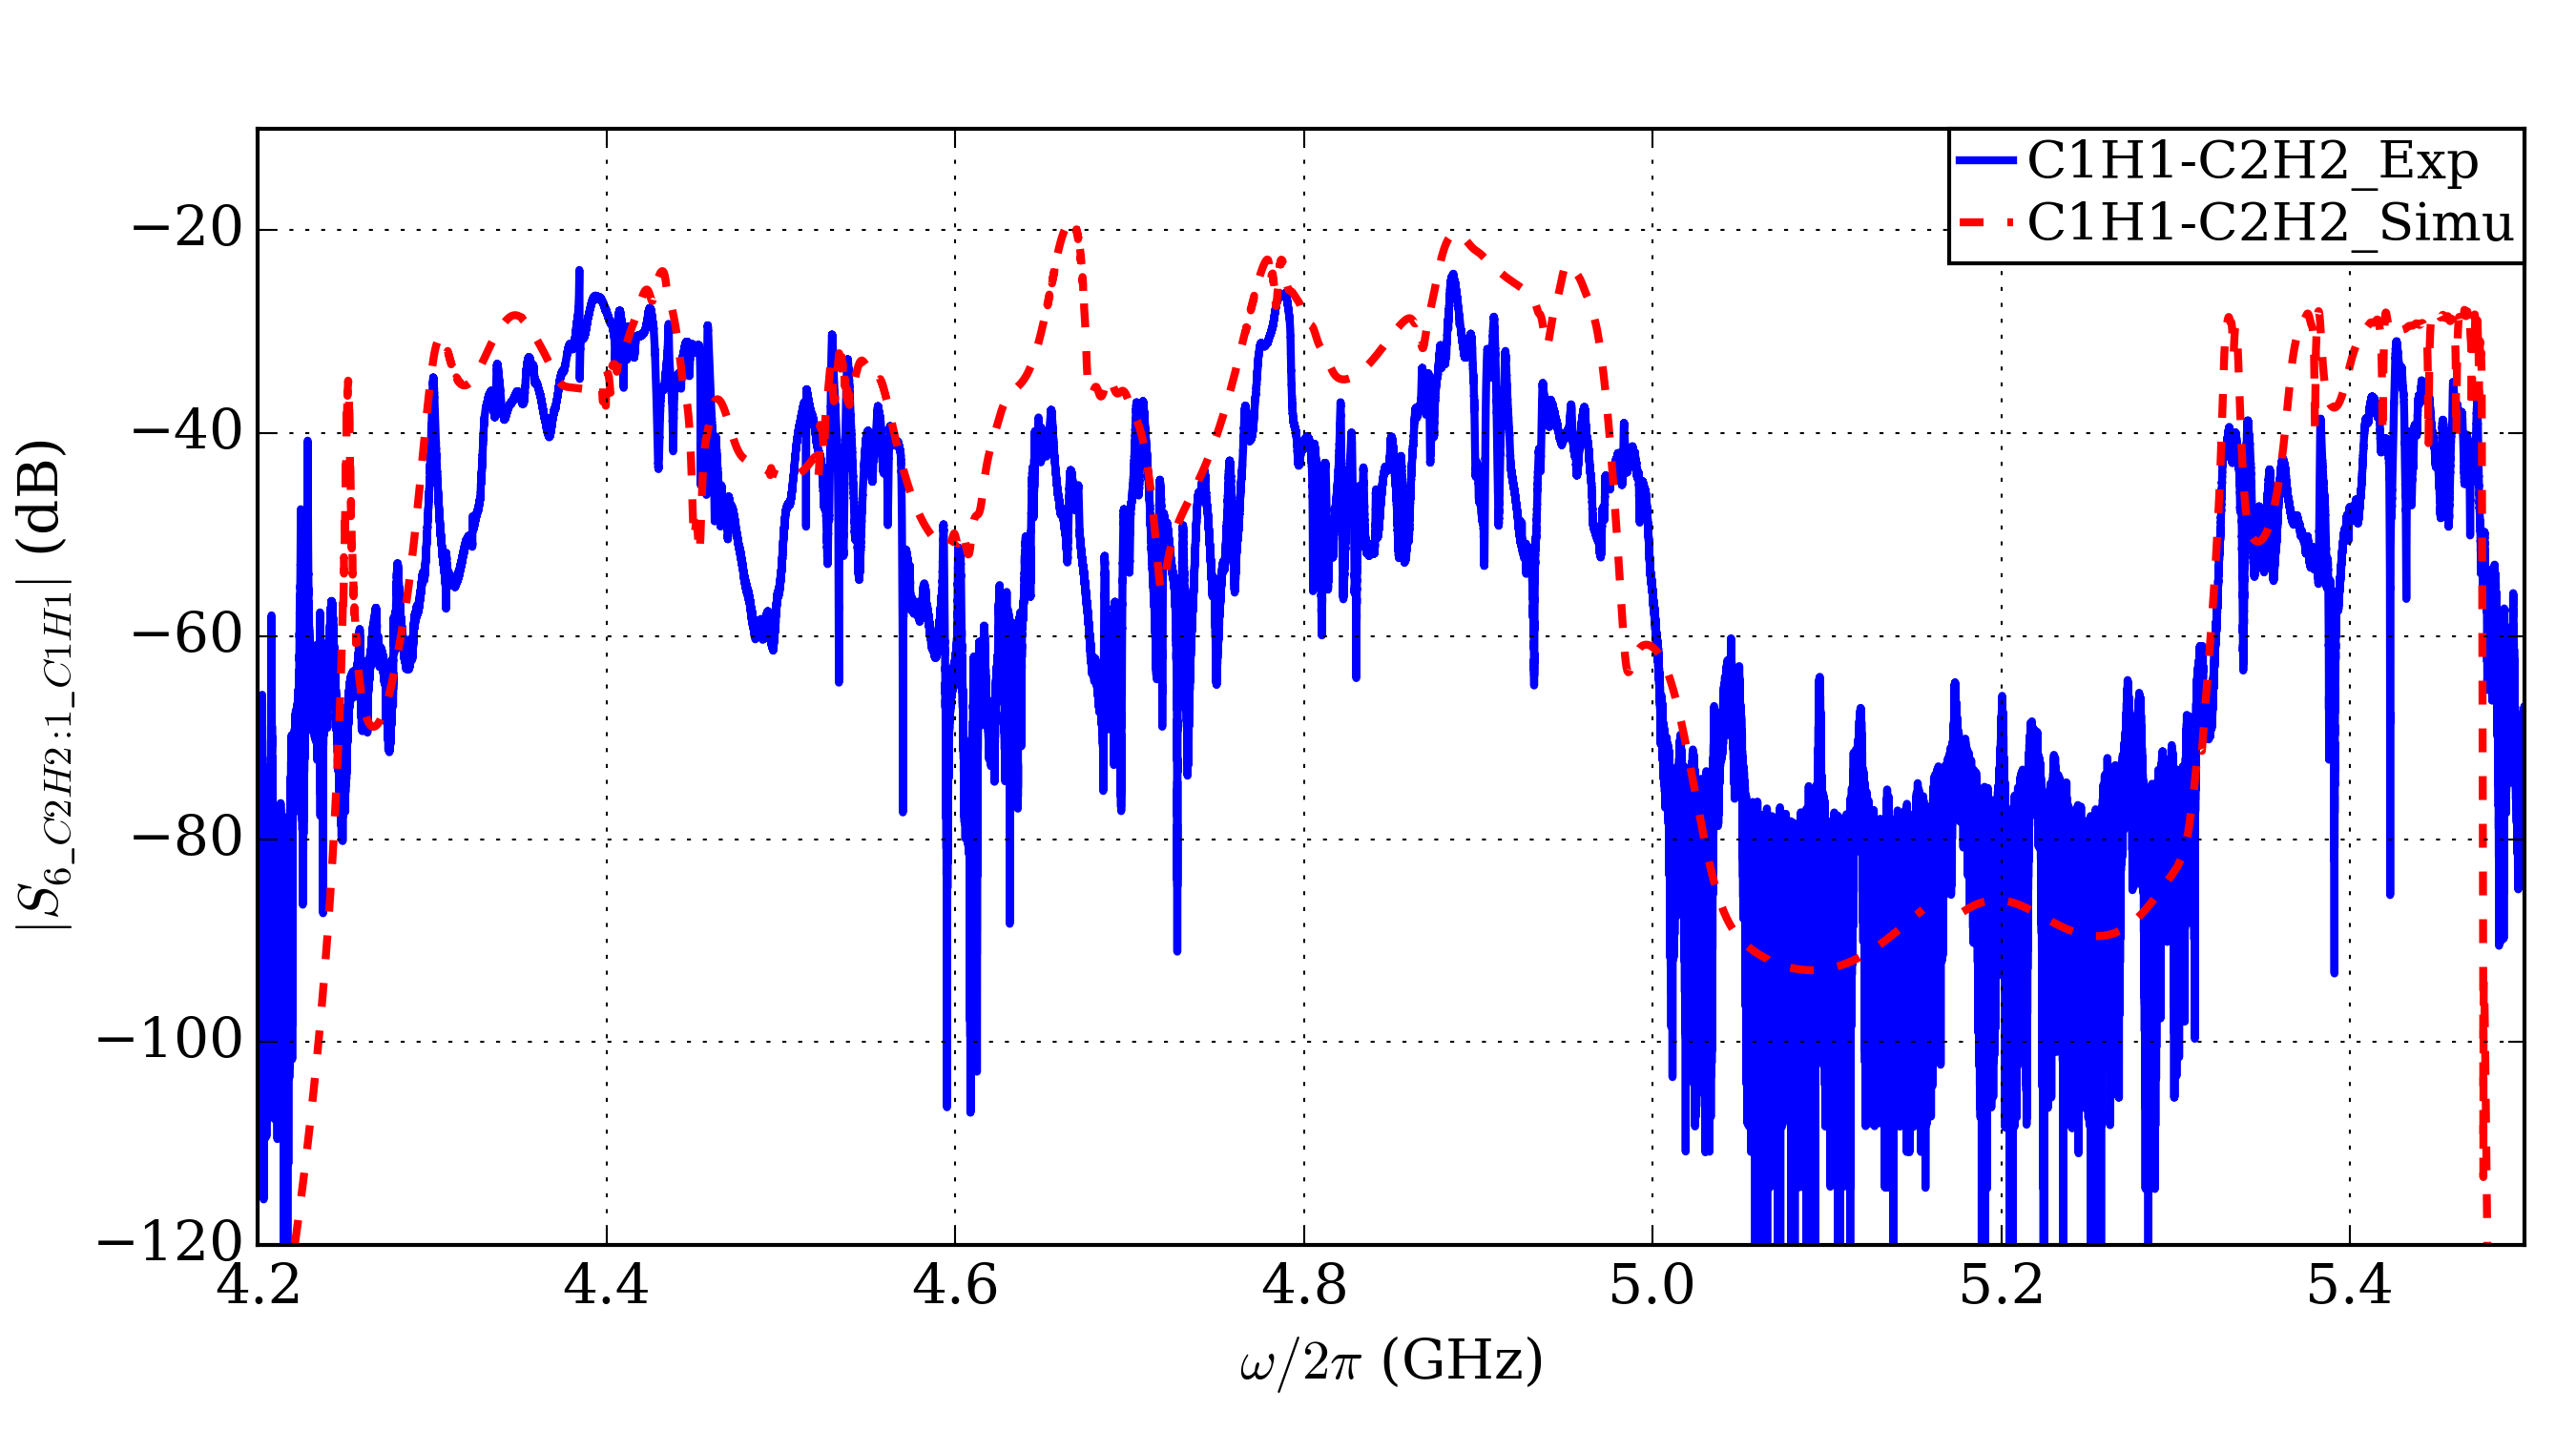 C1H1-C2H2_Exp
C1H1-C2H2_Simu
|S6_C2H2:1_C1H1| (dB)
−20
−40
−60
−80
−100
−120
4.2 4.4 4.6 4.8 5.0 5.2 5.4
ω/2π (GHz)